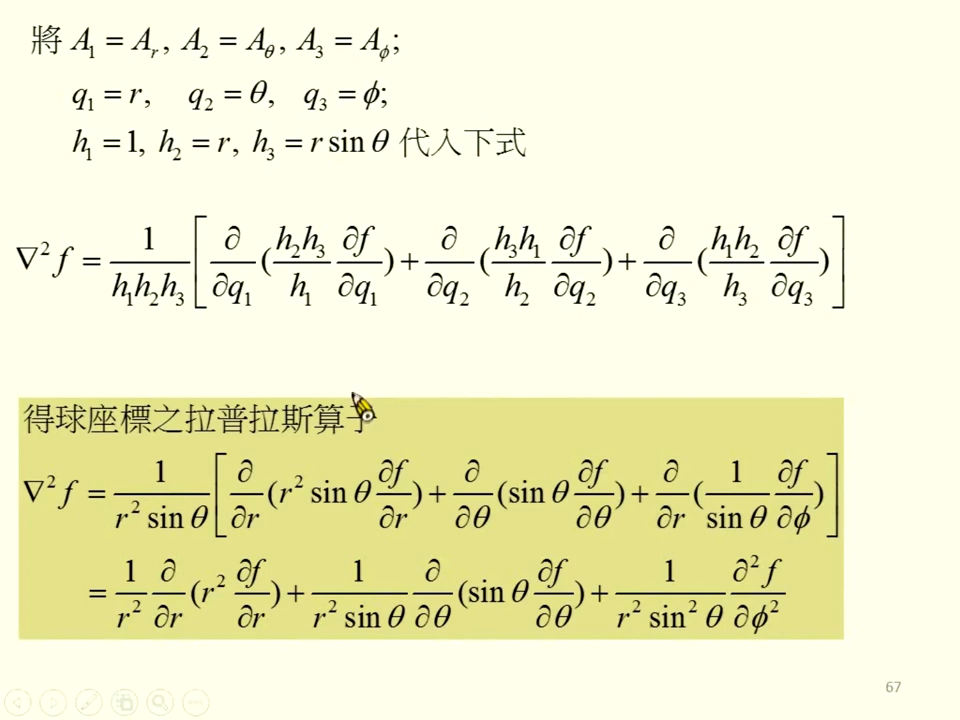 將 A₁ = Aᵣ, A₂ = A_θ, A₃ = A_ϕ;
q₁ = r, q₂ = θ, q₃ = ϕ;
h₁ = 1, h₂ = r, h₃ = r sin θ 代入下式
∇²f = 1/(h₁h₂h₃) [ ∂/∂q₁ (h₂h₃/h₁ ∂f/∂q₁) + ∂/∂q₂ (h₃h₁/h₂ ∂f/∂q₂) + ∂/∂q₃ (h₁h₂/h₃ ∂f/∂q₃) ]
得球座標之拉普拉斯算子
∇²f = 1/(r² sin θ) [ ∂/∂r (r² sin θ ∂f/∂r) + ∂/∂θ (sin θ ∂f/∂θ) + ∂/∂r (1/sin θ ∂f/∂ϕ) ]
= 1/r² ∂/∂r (r² ∂f/∂r) + 1/(r² sin θ) ∂/∂θ (sin θ ∂f/∂θ) + 1/(r² sin² θ) ∂²f/∂ϕ²
67